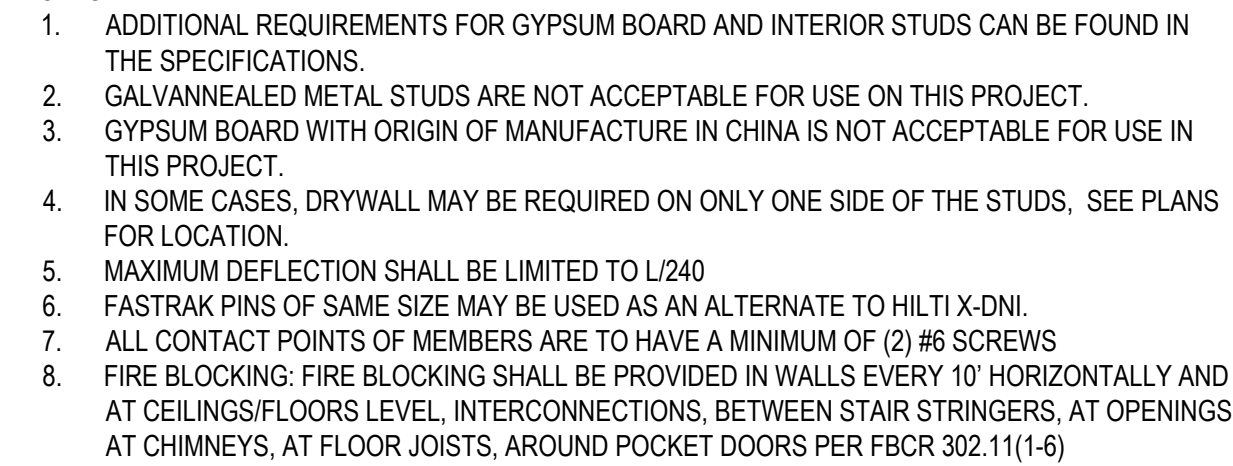 1. ADDITIONAL REQUIREMENTS FOR GYPSUM BOARD AND INTERIOR STUDS CAN BE FOUND IN
THE SPECIFICATIONS.
2. GALVANNEALED METAL STUDS ARE NOT ACCEPTABLE FOR USE ON THIS PROJECT.
3. GYPSUM BOARD WITH ORIGIN OF MANUFACTURE IN CHINA IS NOT ACCEPTABLE FOR USE IN
THIS PROJECT.
4. IN SOME CASES, DRYWALL MAY BE REQUIRED ON ONLY ONE SIDE OF THE STUDS, SEE PLANS
FOR LOCATION.
5. MAXIMUM DEFLECTION SHALL BE LIMITED TO L/240
6. FASTRAK PINS OF SAME SIZE MAY BE USED AS AN ALTERNATE TO HILTI X-DNI.
7. ALL CONTACT POINTS OF MEMBERS ARE TO HAVE A MINIMUM OF (2) #6 SCREWS
8. FIRE BLOCKING: FIRE BLOCKING SHALL BE PROVIDED IN WALLS EVERY 10’ HORIZONTALLY AND
AT CEILINGS/FLOORS LEVEL, INTERCONNECTIONS, BETWEEN STAIR STRINGERS, AT OPENINGS
AT CHIMNEYS, AT FLOOR JOISTS, AROUND POCKET DOORS PER FBCR 302.11(1-6)